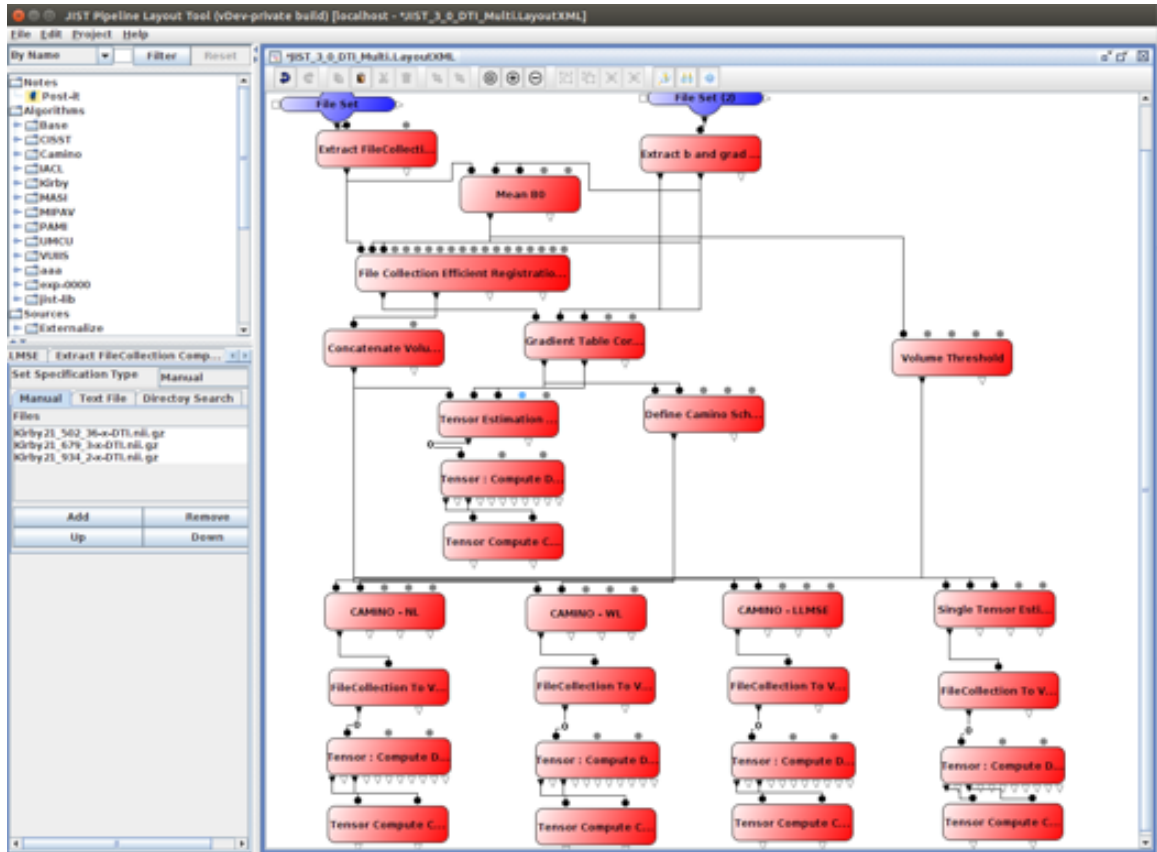 JIST Pipeline Layout Tool (vDev-private build) [localhost - *JIST_3_0_DTI_Multi.LayoutXML]
File Edit Project Help
By Name
Filter
Reset
Notes
Post-it
Algorithms
Base
CISST
Camino
IACL
Kirby
MASI
MIPAV
PAMI
UMCU
VUIIS
aaa
exp-0000
jist-lib
Sources
Externalize
LMSE
Extract FileCollection Comp...
Set Specification Type
Manual
Manual
Text File
Directoy Search
Files
Kirby21_502_36-x-DTI.nii.gz
Kirby21_679_3-x-DTI.nii.gz
Kirby21_934_2-x-DTI.nii.gz
Add
Remove
Up
Down
*JIST_3_0_DTI_Multi.LayoutXML
File Set
File Set (2)
Extract FileCollecti...
Extract b and grad ...
Mean B0
File Collection Efficient Registratio...
Concatenate Volu...
Gradient Table Cor...
Volume Threshold
Tensor Estimation ...
Define Camino Sch...
Tensor : Compute D...
Tensor Compute C...
CAMINO - NL
CAMINO - WL
CAMINO - LLMSE
Single Tensor Esti...
FileCollection To V...
FileCollection To V...
FileCollection To V...
FileCollection To V...
Tensor : Compute D...
Tensor : Compute D...
Tensor : Compute D...
Tensor : Compute D...
Tensor Compute C...
Tensor Compute C...
Tensor Compute C...
Tensor Compute C...